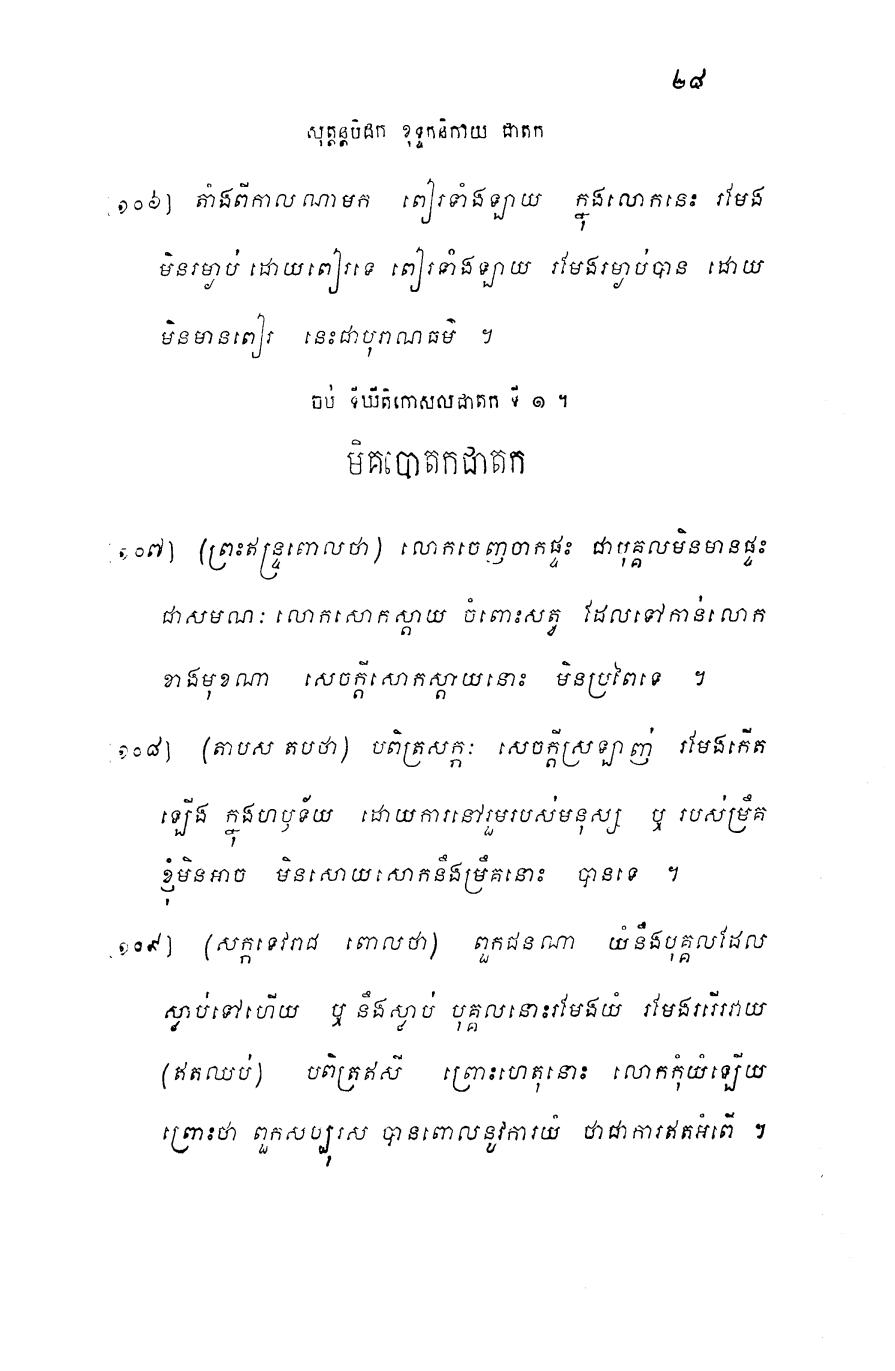 ២៨
សុត្តន្តបិដក ខុទ្ទកនិកាយ ជាតក
[១០៦] តាំងពីកាលណាមក ពៀរទាំងឡាយ ក្នុងលោកនេះ រមែង
មិនរម្ងាប់ ដោយពៀរទេ ពៀរទាំងឡាយ រមែងរម្ងាប់បាន ដោយ
មិនមានពៀរ នេះជាបុរាណធម៌ ។
ចប់ ទីឃីតិកោសលជាតក ទី ១ ។
មិគបោតកជាតក
[១០៧] (ព្រះឥន្ទ្រពោលថា) លោកចេញចាកផ្ទះ ជាបុគ្គលមិនមានផ្ទះ
ជាសមណៈ លោកសោកស្តាយ ចំពោះសត្វ ដែលទៅកាន់លោក
ខាងមុខណា សេចក្តីសោកស្តាយនោះ មិនប្រពៃទេ ។
[១០៨] (តាបស តបថា) បពិត្រសក្កៈ សេចក្តីស្រឡាញ់ រមែងកើត
ឡើង ក្នុងហឫទ័យ ដោយការនៅរួមរបស់មនុស្ស ឬ របស់ម្រឹគ
ខ្ញុំមិនអាច មិនសោយសោកនឹងម្រឹគនោះ បានទេ ។
[១០៩] (សក្កទេវរាជ ពោលថា) ពួកជនណា យំនឹងបុគ្គលដែល
ស្លាប់ទៅហើយ ឬ នឹងស្លាប់ បុគ្គលនោះរមែងយំ រមែងរវើរវាយ
(ឥតឈប់) បពិត្រឥសី ព្រោះហេតុនោះ លោកកុំយំឡើយ
ព្រោះថា ពួកសប្បុរស បានពោលនូវការយំ ថាជាការឥតអំពើ ។